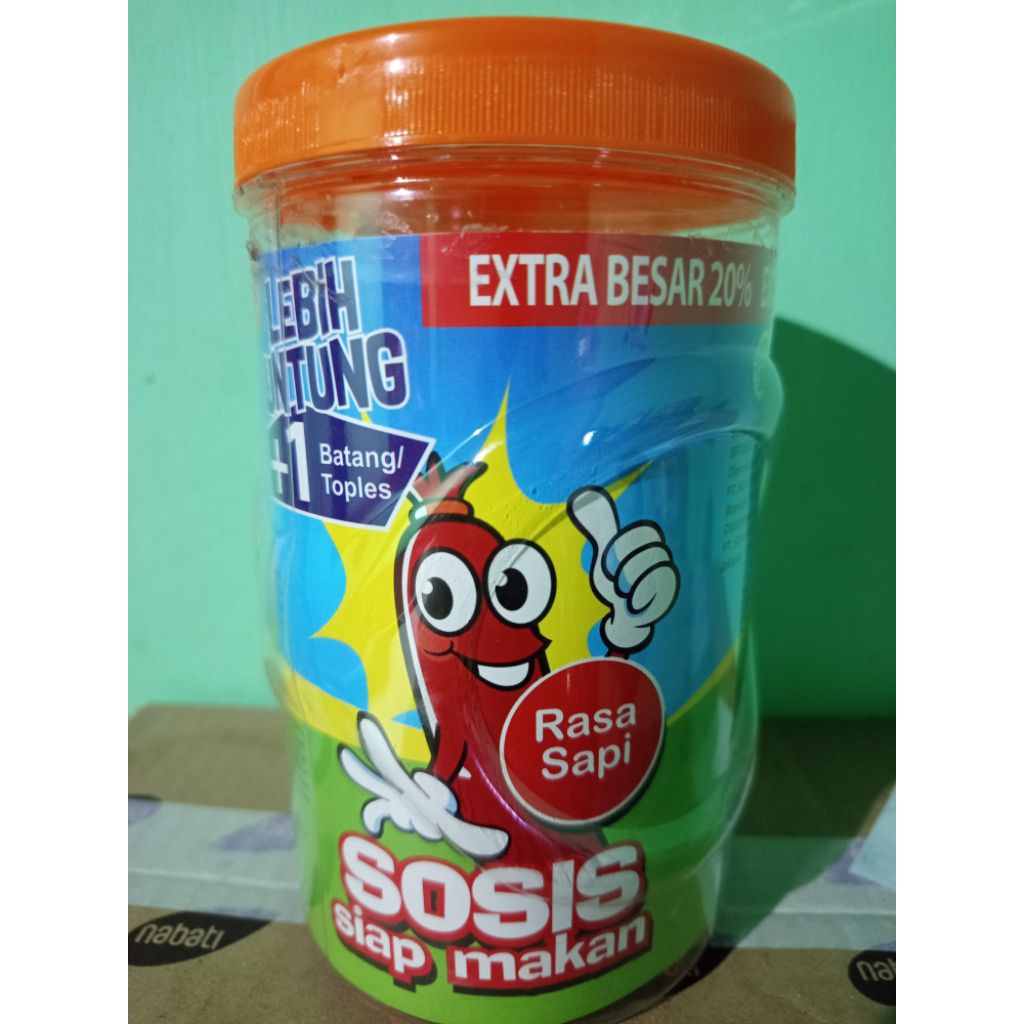 EXTRA BESAR 20%
LEBIH
UNTUNG
+1
Batang/
Toples
Rasa
Sapi
SOSIS
siap makan
nabati